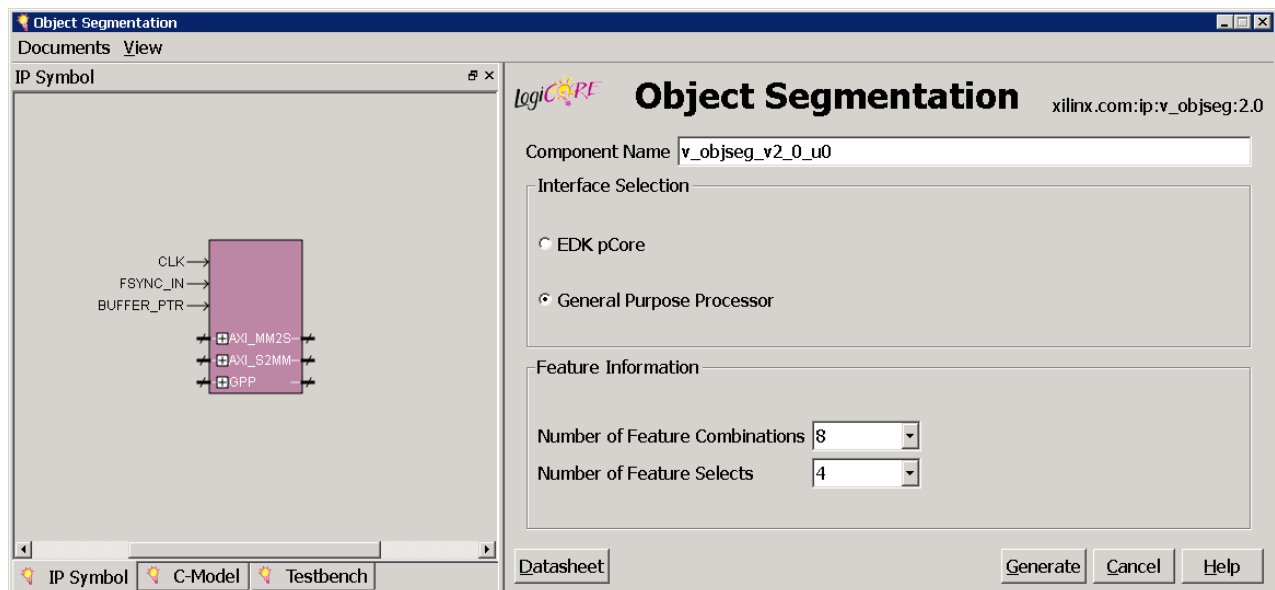 Object Segmentation
Documents View
IP Symbol
CLK
FSYNC_IN
BUFFER_PTR
AXI_MM2S
AXI_S2MM
GPP
IP Symbol C-Model Testbench
LogiCORE Object Segmentation xilinx.com:ip:v_objseg:2.0
Component Name v_objseg_v2_0_u0
Interface Selection
EDK pCore
General Purpose Processor
Feature Information
Number of Feature Combinations 8
Number of Feature Selects 4
Datasheet Generate Cancel Help